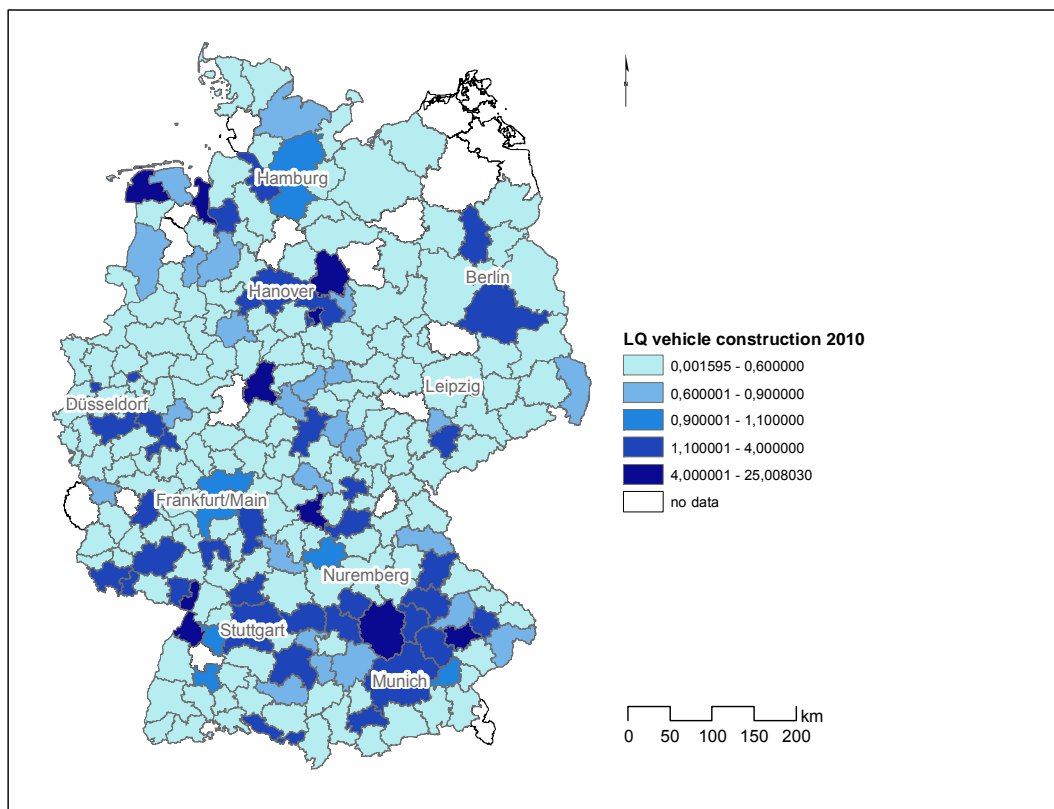 Hamburg
Berlin
Hanover
Leipzig
Düsseldorf
Frankfurt/Main
Nuremberg
Stuttgart
Munich
LQ vehicle construction 2010
0,001595 - 0,600000
0,600001 - 0,900000
0,900001 - 1,100000
1,100001 - 4,000000
4,000001 - 25,008030
no data
km
0 50 100 150 200